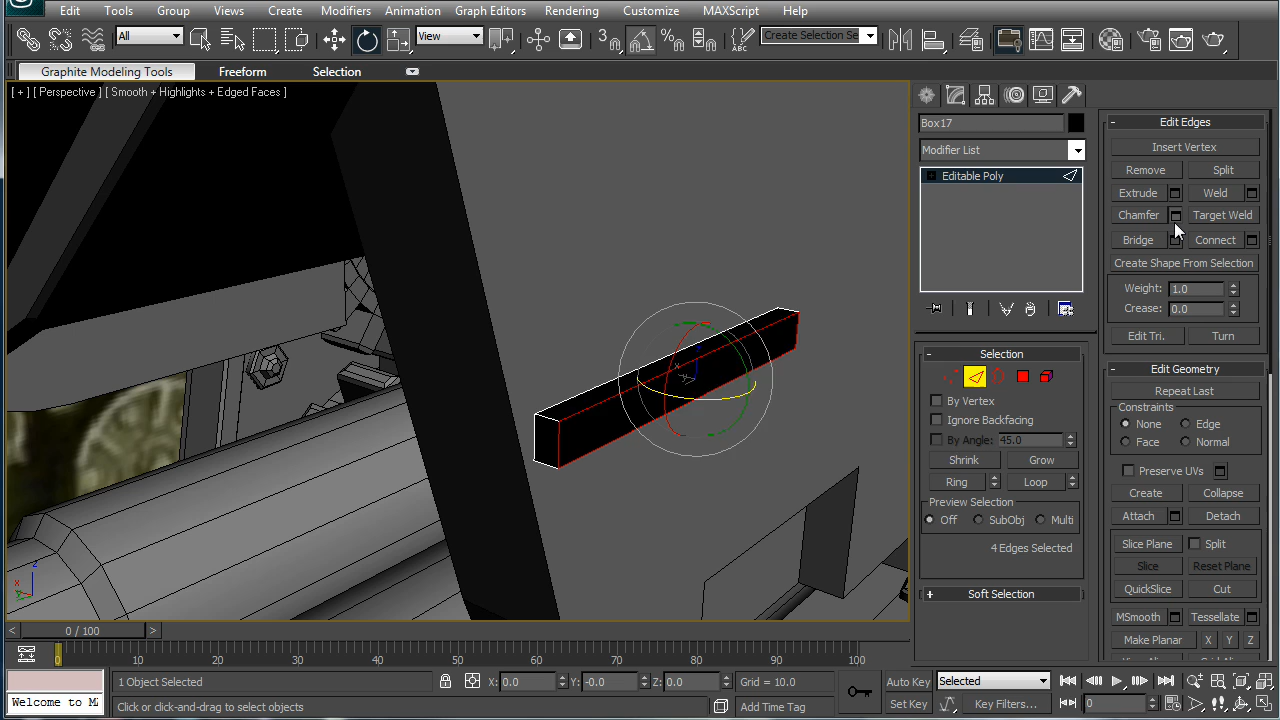 Edit Tools Group Views Create Modifiers Animation Graph Editors Rendering Customize MAXScript Help
All View 3 Create Selection Se
Graphite Modeling Tools Freeform Selection
[ + ] [ Perspective ] [ Smooth + Highlights + Edged Faces ]
Box17
Modifier List
Editable Poly
- Selection
By Vertex
Ignore Backfacing
By Angle: 45.0
Shrink Grow
Ring Loop
Preview Selection
Off SubObj Multi
4 Edges Selected
+ Soft Selection
- Edit Edges
Insert Vertex
Remove Split
Extrude Weld
Chamfer Target Weld
Bridge Connect
Create Shape From Selection
Weight: 1.0
Crease: 0.0
Edit Tri. Turn
- Edit Geometry
Repeat Last
Constraints
None Edge
Face Normal
Preserve UVs
Create Collapse
Attach Detach
Slice Plane Split
Slice Reset Plane
QuickSlice Cut
MSmooth Tessellate
Make Planar X Y Z
x
z
x
< 0 / 100 >
0 10 20 30 40 50 60 70 80 90 100
1 Object Selected X: 0.0 Y: -0.0 Z: 0.0 Grid = 10.0 Auto Key Selected
Welcome to M Click or click-and-drag to select objects Add Time Tag Set Key Key Filters... 0